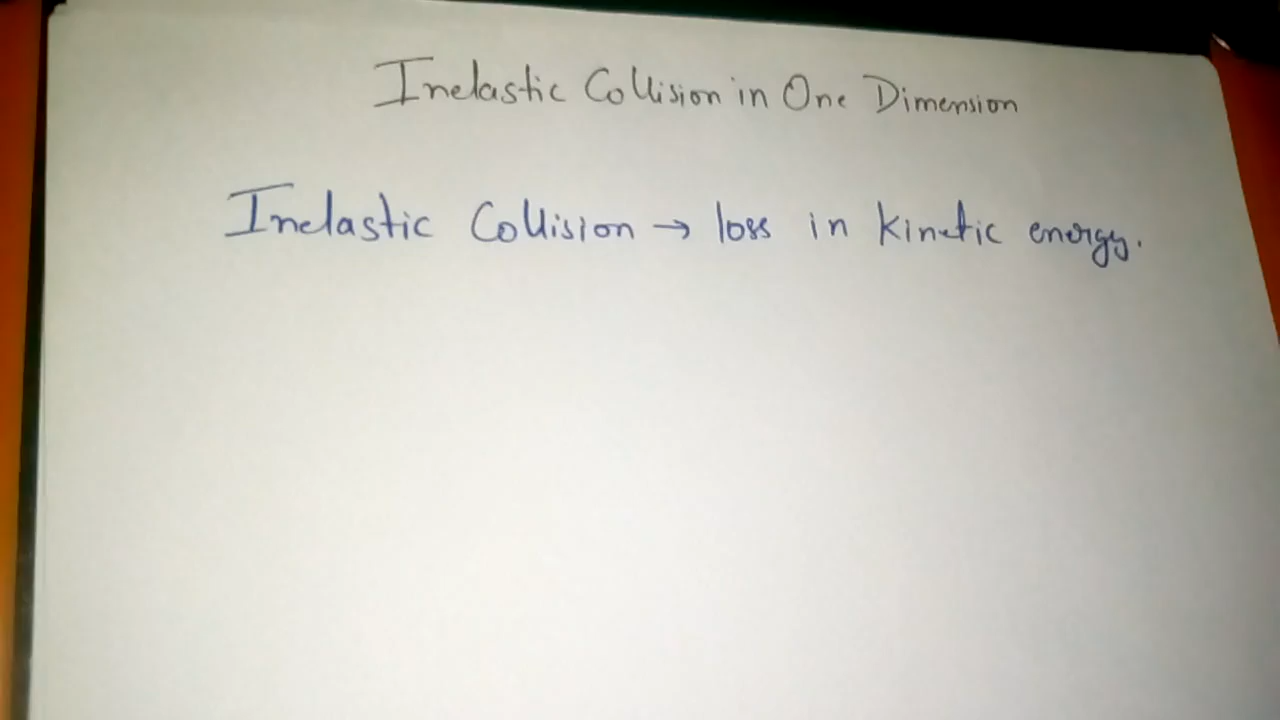 Inelastic Collision in One Dimension
Inelastic Collision → loss in kinetic energy.